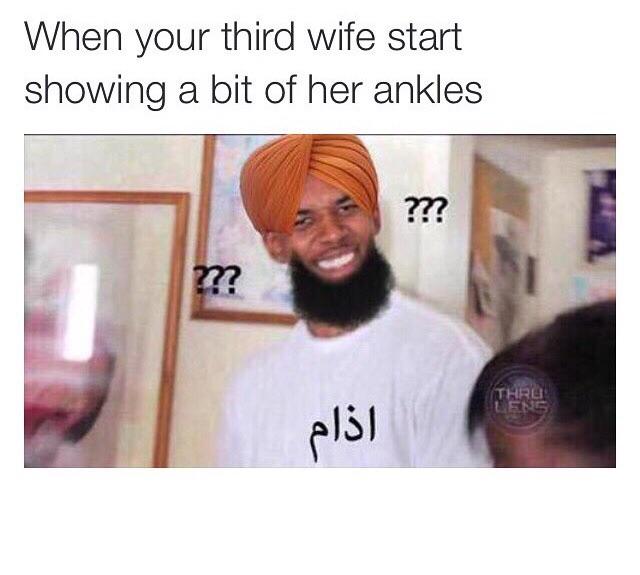 When your third wife start
showing a bit of her ankles
???
???
اذام
THRU
LENS